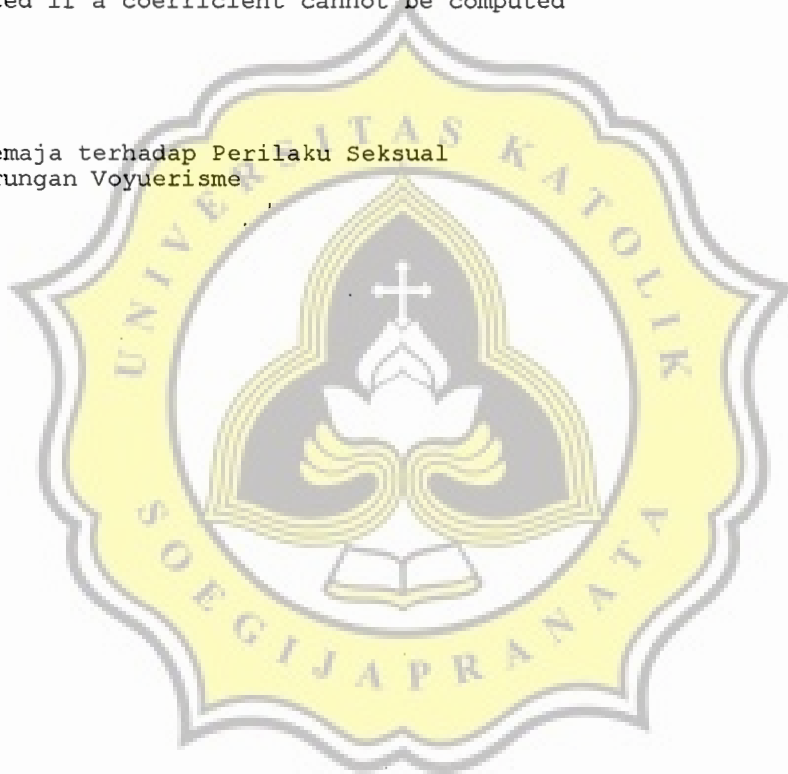 ted if a coefficient cannot be computed
emaja terhadap Perilaku Seksual
rungan Voyuerisme
UNIVERSITAS KATOLIK
SOEGIJAPRANATA